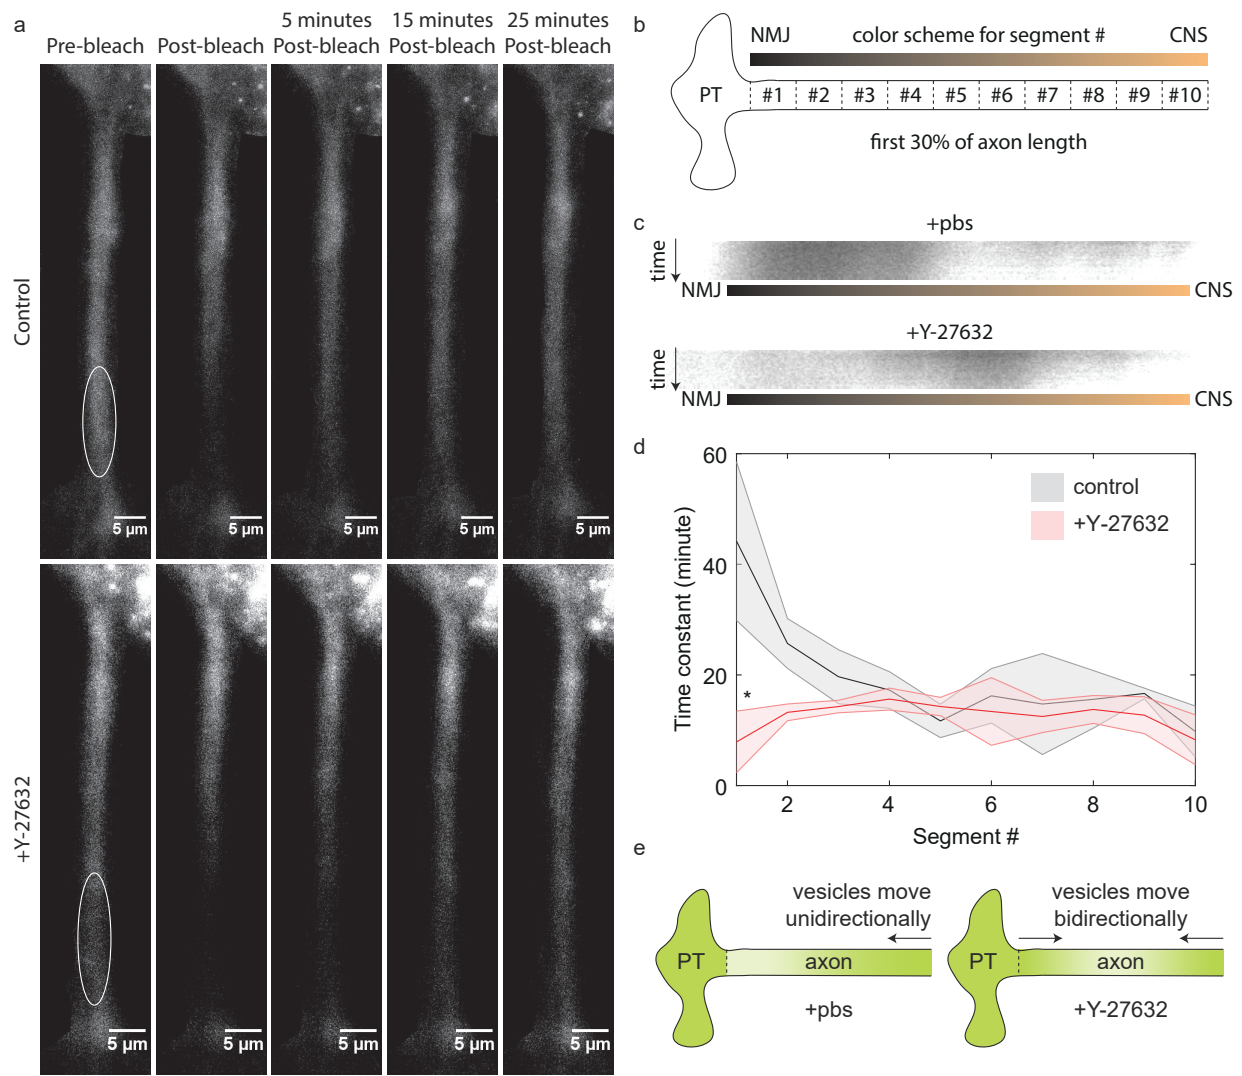 a
Pre-bleach
Post-bleach
5 minutes
Post-bleach
15 minutes
Post-bleach
25 minutes
Post-bleach
Control
5 µm
5 µm
5 µm
5 µm
5 µm
+Y-27632
5 µm
5 µm
5 µm
5 µm
5 µm
b
NMJ color scheme for segment # CNS
PT #1 #2 #3 #4 #5 #6 #7 #8 #9 #10
first 30% of axon length
c
+pbs
time
NMJ CNS
+Y-27632
time
NMJ CNS
d
Time constant (minute)
60
40
20
0
*
control
+Y-27632
2 4 6 8 10
Segment #
e
vesicles move
unidirectionally
PT axon
+pbs
vesicles move
bidirectionally
PT axon
+Y-27632